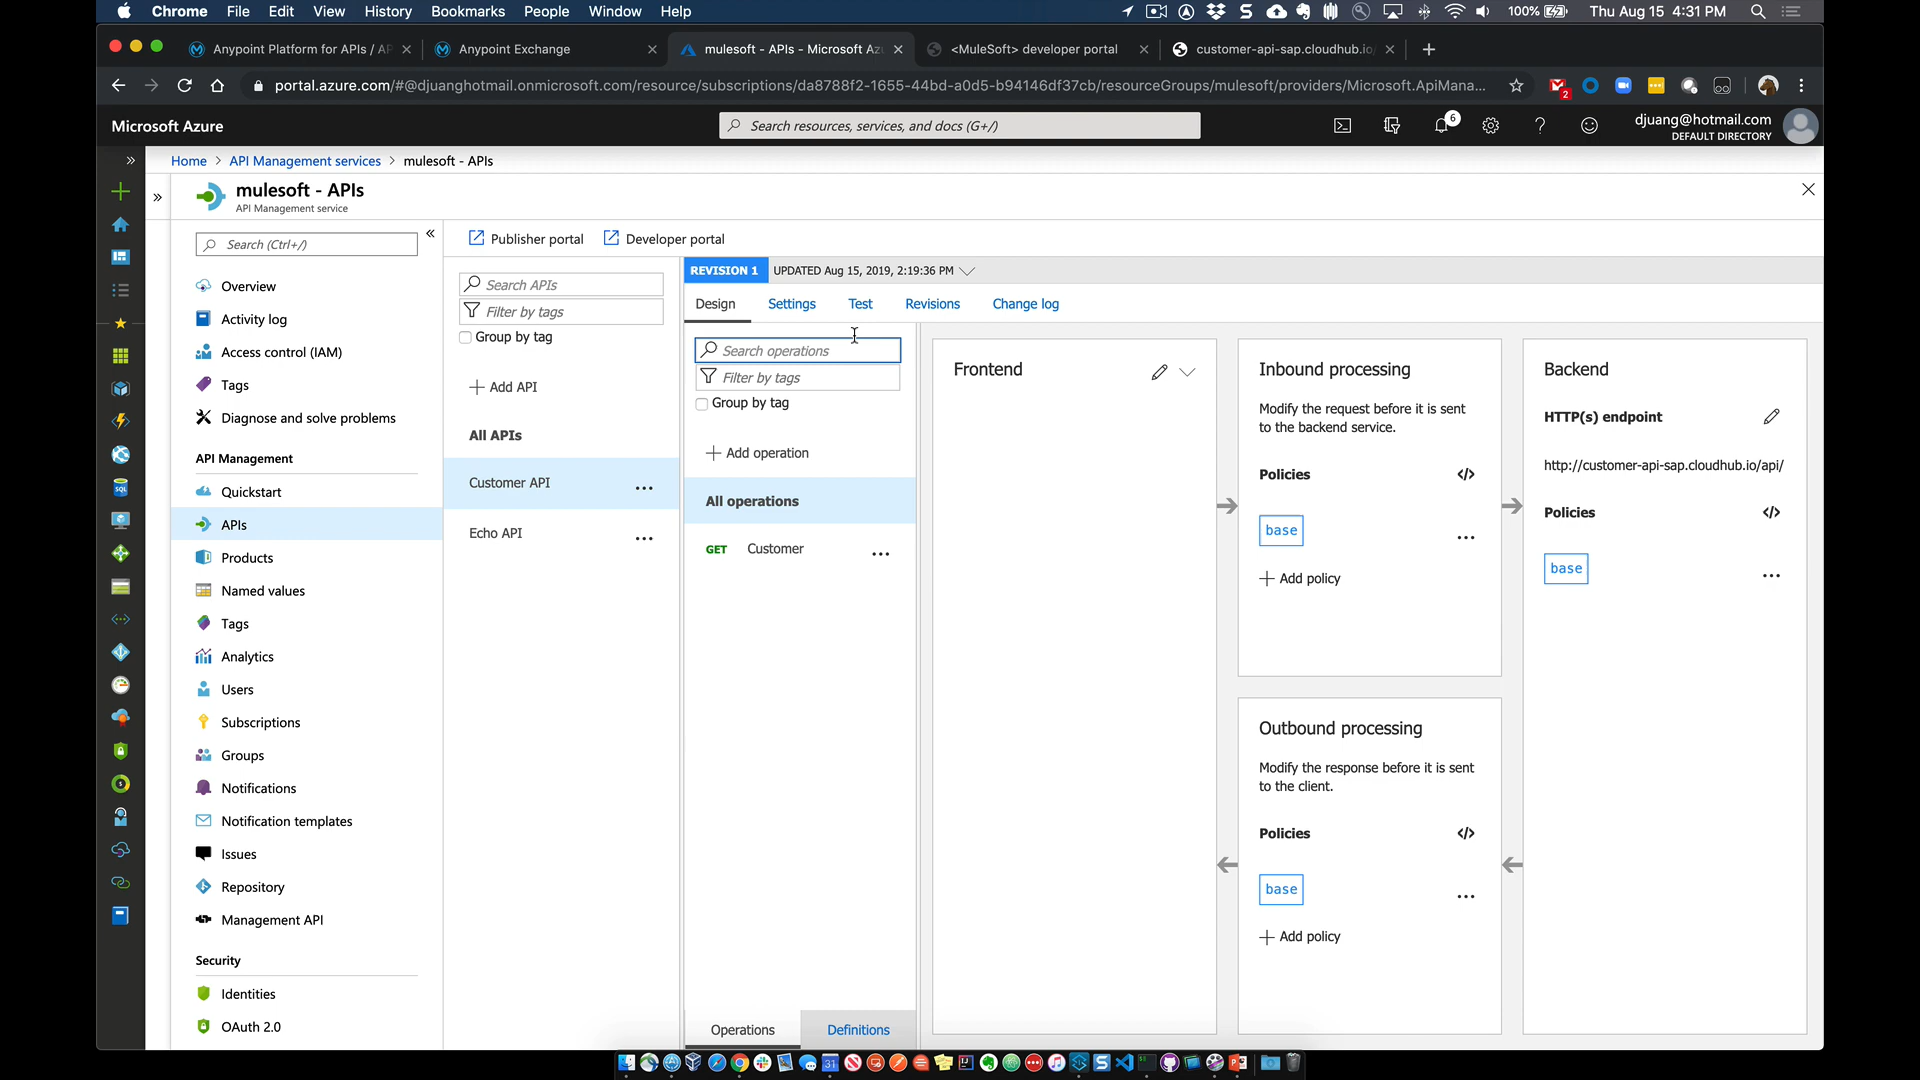 Chrome File Edit View History Bookmarks People Window Help 100% Thu Aug 15 4:31 PM
Anypoint Platform for APIs / AP
Anypoint Exchange
mulesoft - APIs - Microsoft Az
<MuleSoft> developer portal
customer-api-sap.cloudhub.io/
portal.azure.com/#@djuanghotmail.onmicrosoft.com/resource/subscriptions/da8788f2-1655-44bd-a0d5-b94146df37cb/resourceGroups/mulesoft/providers/Microsoft.ApiMana...
2
Microsoft Azure
Search resources, services, and docs (G+/)
6
djuang@hotmail.com
DEFAULT DIRECTORY
Home > API Management services > mulesoft - APIs
mulesoft - APIs
API Management service
Search (Ctrl+/)
Overview
Activity log
Access control (IAM)
Tags
Diagnose and solve problems
API Management
Quickstart
APIs
Products
Named values
Tags
Analytics
Users
Subscriptions
Groups
Notifications
Notification templates
Issues
Repository
Management API
Security
Identities
OAuth 2.0
Publisher portal
Developer portal
Search APIs
Filter by tags
Group by tag
Add API
All APIs
Customer API
Echo API
REVISION 1 UPDATED Aug 15, 2019, 2:19:36 PM
Design Settings Test Revisions Change log
Search operations
Filter by tags
Group by tag
Add operation
All operations
GET Customer
Operations Definitions
Frontend
Inbound processing
Modify the request before it is sent
to the backend service.
Policies </>
base
Add policy
Outbound processing
Modify the response before it is sent
to the client.
Policies </>
base
Add policy
Backend
HTTP(s) endpoint
http://customer-api-sap.cloudhub.io/api/
Policies </>
base